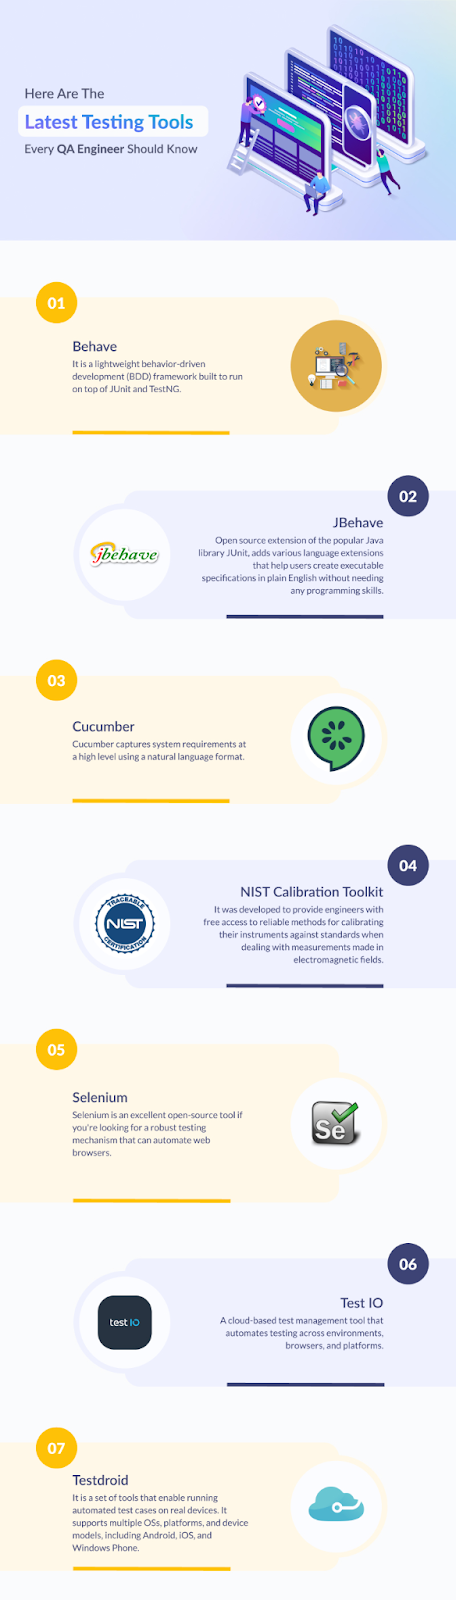 Here Are The
Latest Testing Tools
Every QA Engineer Should Know
01
Behave
It is a lightweight behavior-driven
development (BDD) framework built to run
on top of JUnit and TestNG.
02
jbehave
JBehave
Open source extension of the popular Java
library JUnit, adds various language extensions
that help users create executable
specifications in plain English without needing
any programming skills.
03
Cucumber
Cucumber captures system requirements at
a high level using a natural language format.
04
TRACEABLE
NIST
CERTIFICATION
NIST Calibration Toolkit
It was developed to provide engineers with
free access to reliable methods for calibrating
their instruments against standards when
dealing with measurements made in
electromagnetic fields.
05
Selenium
Selenium is an excellent open-source tool if
you're looking for a robust testing
mechanism that can automate web
browsers.
Se
06
test IO
Test IO
A cloud-based test management tool that
automates testing across environments,
browsers, and platforms.
07
Testdroid
It is a set of tools that enable running
automated test cases on real devices. It
supports multiple OSs, platforms, and device
models, including Android, iOS, and
Windows Phone.